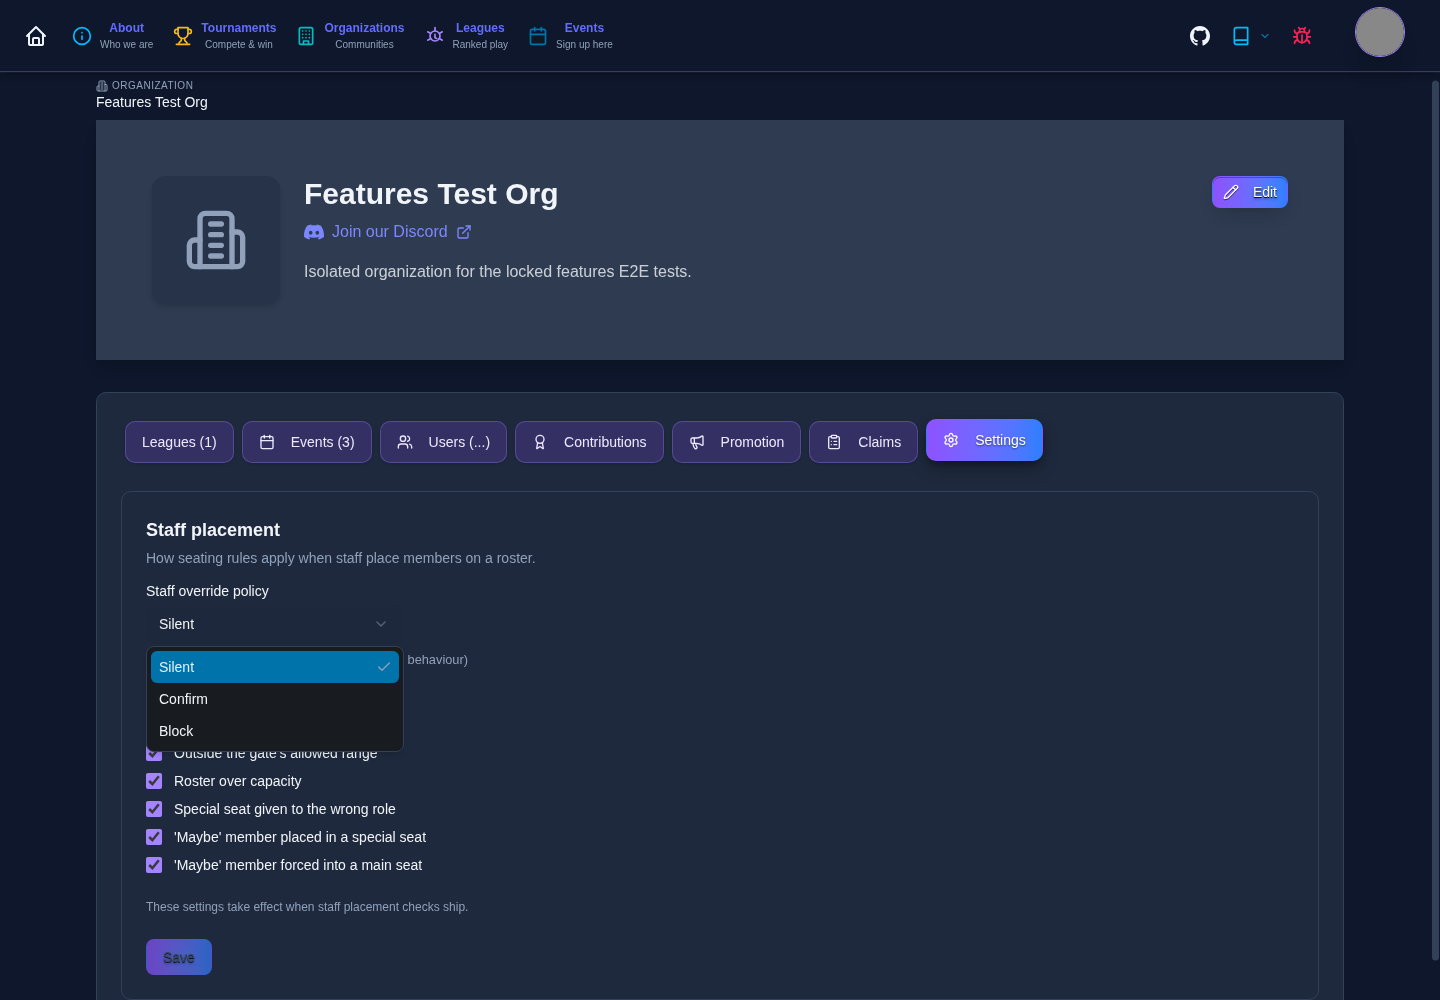 About
Who we are
Tournaments
Compete & win
Organizations
Communities
Leagues
Ranked play
Events
Sign up here
ORGANIZATION
Features Test Org
Features Test Org
Edit
Join our Discord
Isolated organization for the locked features E2E tests.
Leagues (1)
Events (3)
Users (...)
Contributions
Promotion
Claims
Settings
Staff placement
How seating rules apply when staff place members on a roster.
Staff override policy
Silent
behaviour)
Silent
Confirm
Block
Outside the gate's allowed range
Roster over capacity
Special seat given to the wrong role
'Maybe' member placed in a special seat
'Maybe' member forced into a main seat
These settings take effect when staff placement checks ship.
Save